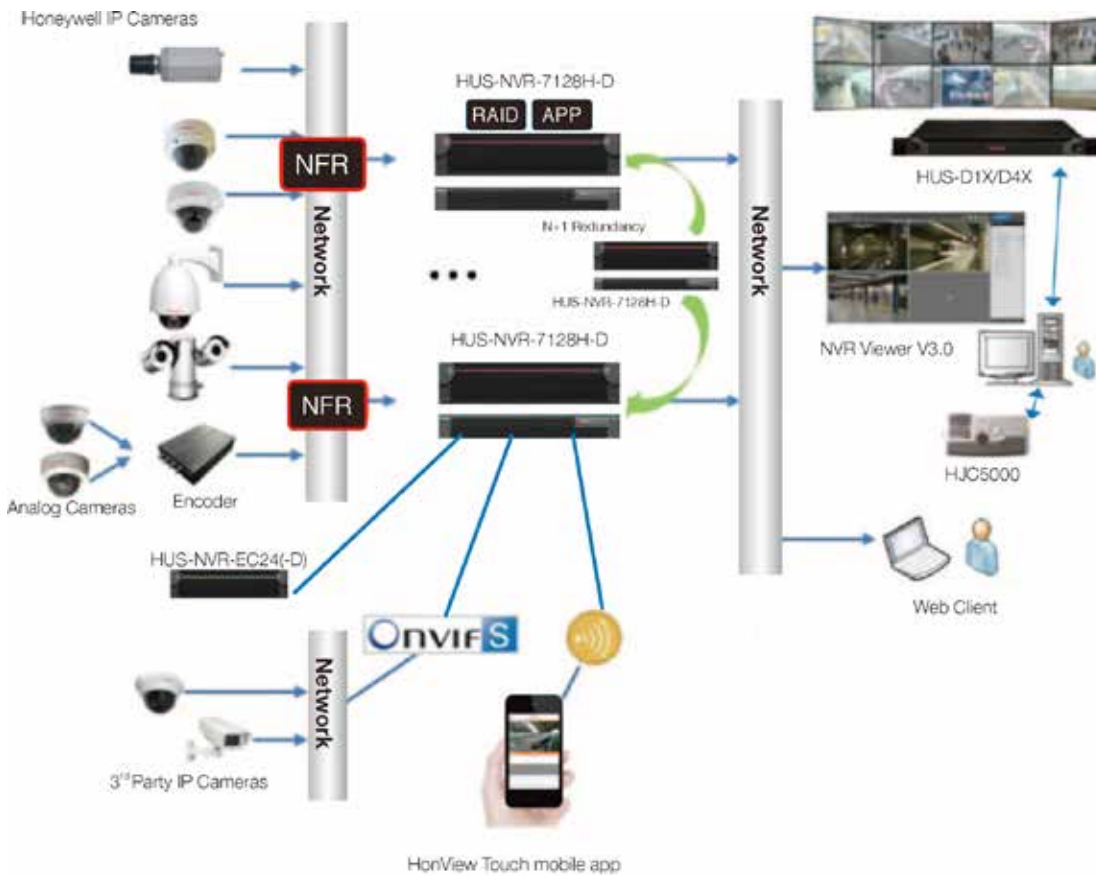 Honeywell IP Cameras
HUS-NVR-7128H-D
RAID APP
NFR
Network
N+1 Redundancy
HUS-NVR-7128H-D
HUS-NVR-7128H-D
NFR
Analog Cameras
Encoder
HUS-NVR-EC24(-D)
ONVIF S
Network
3rd Party IP Cameras
HonView Touch mobile app
Network
HUS-D1X/D4X
NVR Viewer V3.0
HJC5000
Web Client